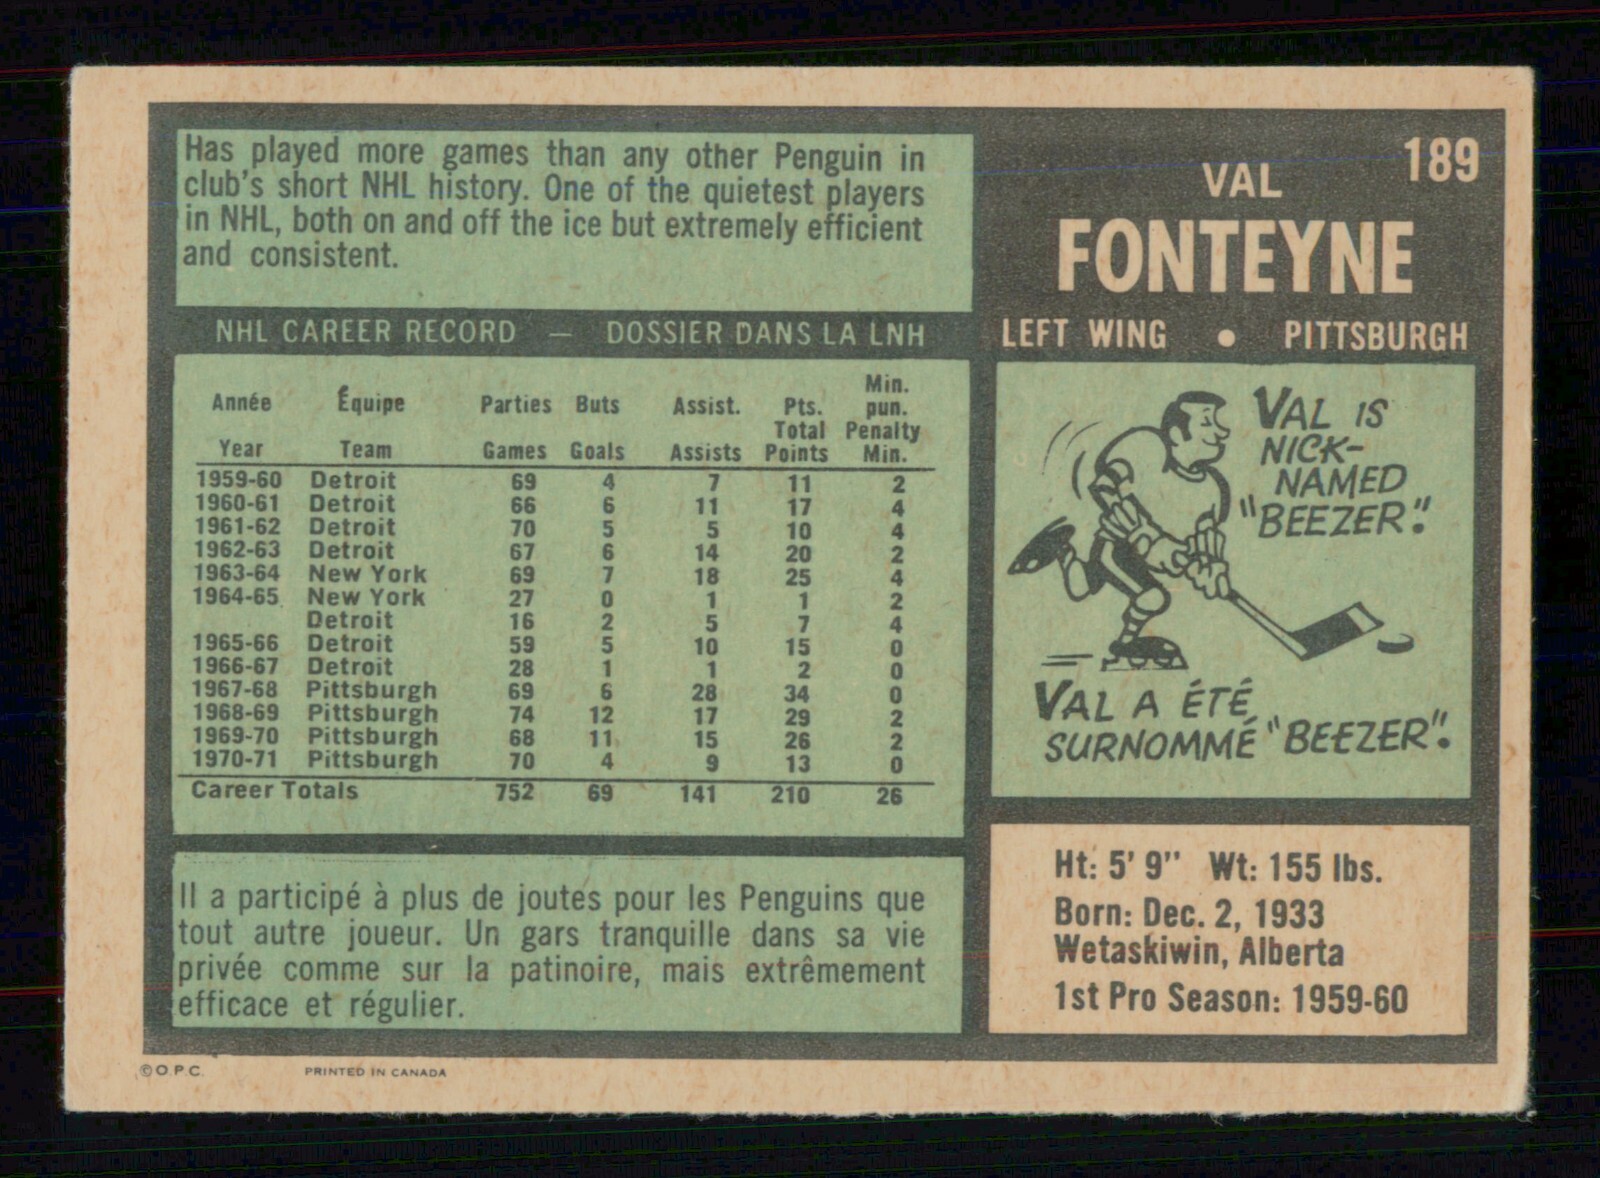 Has played more games than any other Penguin in
club's short NHL history. One of the quietest players
in NHL, both on and off the ice but extremely efficient
and consistent.
189
VAL
FONTEYNE
LEFT WING • PITTSBURGH
NHL CAREER RECORD — DOSSIER DANS LA LNH
Année Équipe Parties Buts Assist. Pts. Min. pun.
Year Team Games Goals Assists Total Points Penalty Min.
1959-60 Detroit 69 4 7 11 2
1960-61 Detroit 66 6 11 17 4
1961-62 Detroit 70 5 5 10 4
1962-63 Detroit 67 6 14 20 2
1963-64 New York 69 7 18 25 4
1964-65 New York 27 0 1 1 2
Detroit 16 2 5 7 4
1965-66 Detroit 59 5 10 15 0
1966-67 Detroit 28 1 1 2 0
1967-68 Pittsburgh 69 6 28 34 0
1968-69 Pittsburgh 74 12 17 29 2
1969-70 Pittsburgh 68 11 15 26 2
1970-71 Pittsburgh 70 4 9 13 0
Career Totals 752 69 141 210 26
VAL IS
NICK-
NAMED
"BEEZER".
VAL A ÉTÉ
SURNOMMÉ "BEEZER".
Il a participé à plus de joutes pour les Penguins que
tout autre joueur. Un gars tranquille dans sa vie
privée comme sur la patinoire, mais extrêmement
efficace et régulier.
Ht: 5' 9" Wt: 155 lbs.
Born: Dec. 2, 1933
Wetaskiwin, Alberta
1st Pro Season: 1959-60
©O.P.C. PRINTED IN CANADA